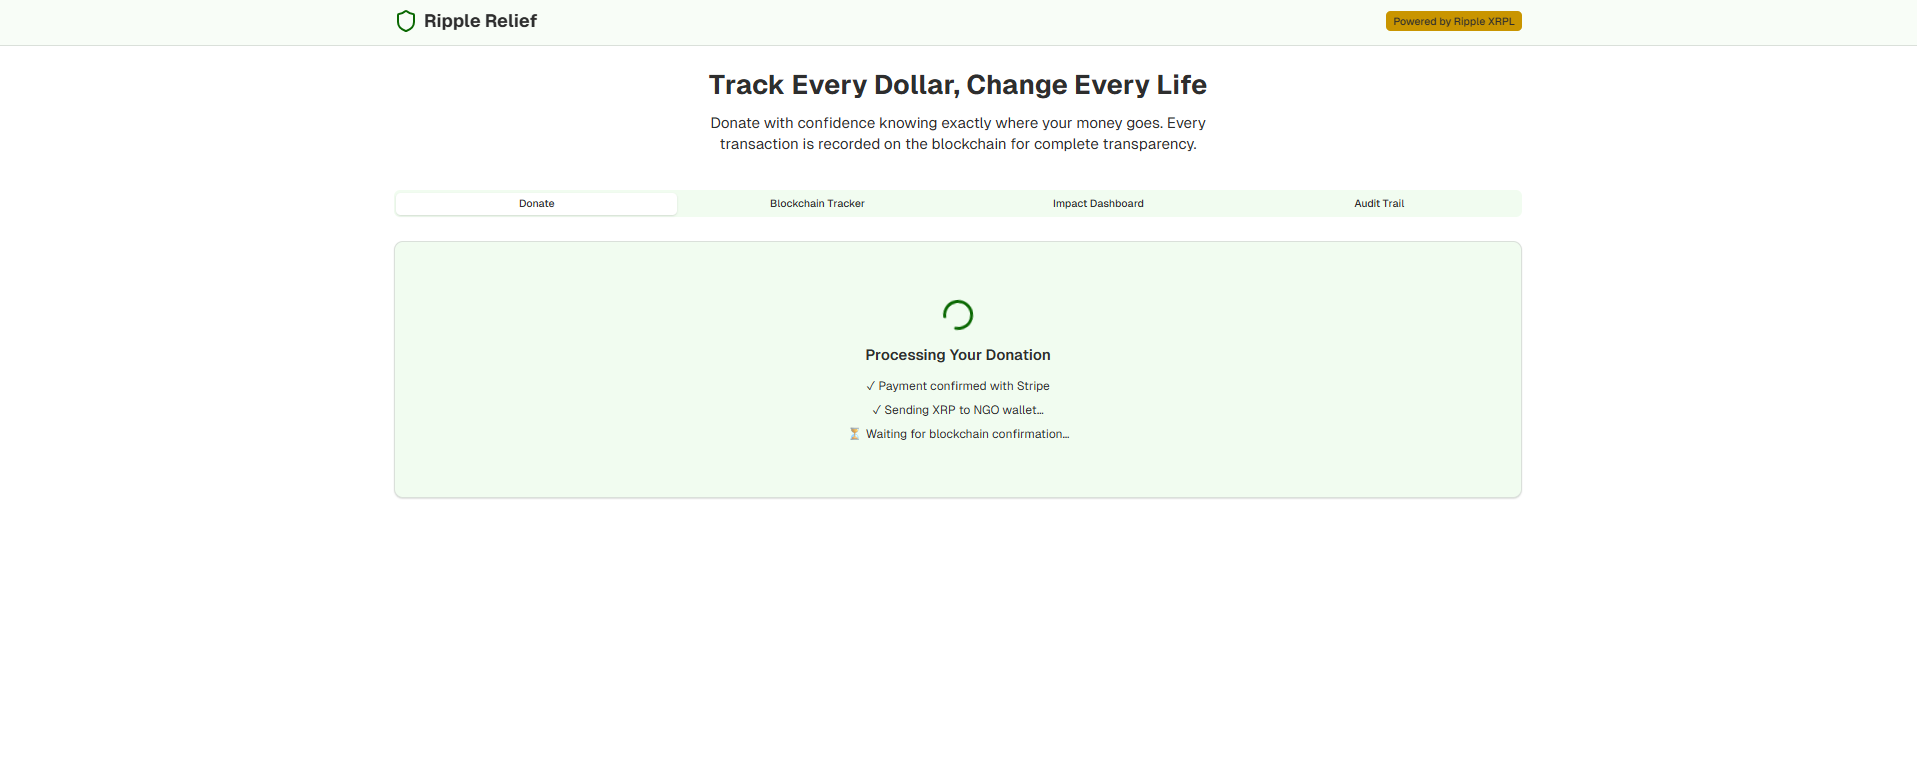 Ripple Relief
Powered by Ripple XRPL
Track Every Dollar, Change Every Life
Donate with confidence knowing exactly where your money goes. Every
transaction is recorded on the blockchain for complete transparency.
Donate
Blockchain Tracker
Impact Dashboard
Audit Trail
Processing Your Donation
✓ Payment confirmed with Stripe
✓ Sending XRP to NGO wallet...
⏳ Waiting for blockchain confirmation...